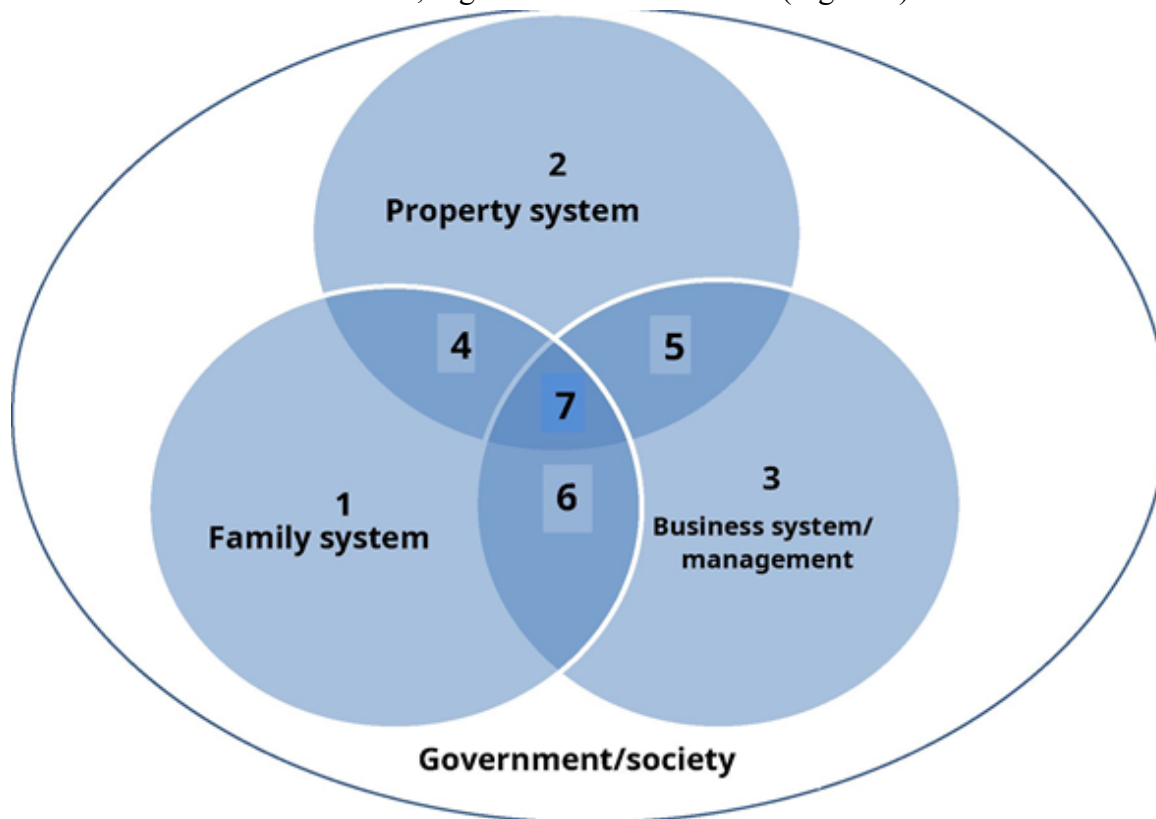 2
Property system
4
5
7
1
Family system
6
3
Business system/
management
Government/society